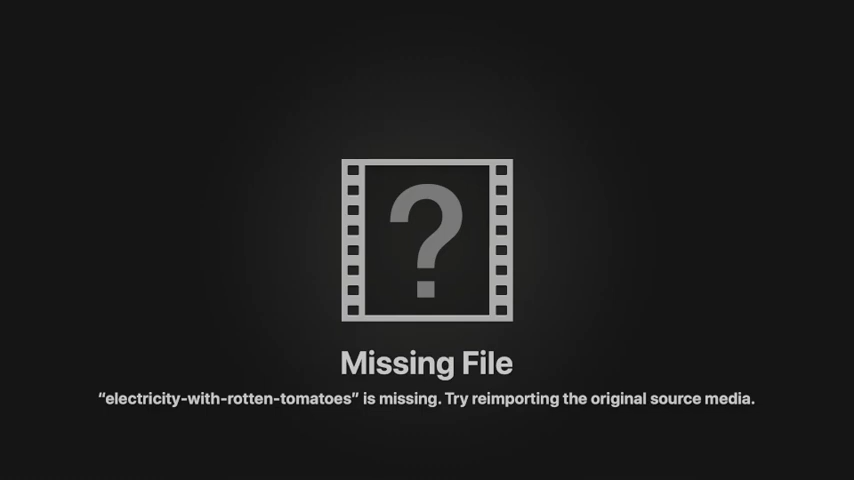 ?
Missing File
“electricity-with-rotten-tomatoes” is missing. Try reimporting the original source media.